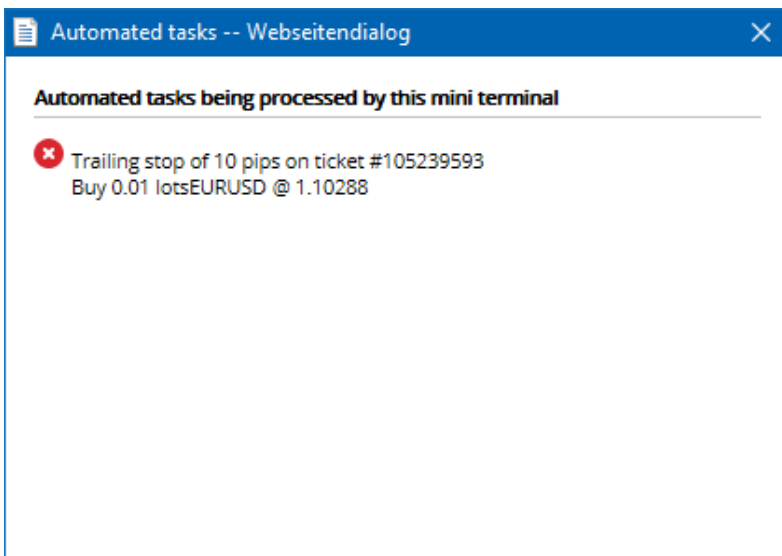 Automated tasks -- Webseitendialog
Automated tasks being processed by this mini terminal
Trailing stop of 10 pips on ticket #105239593
Buy 0.01 lotsEURUSD @ 1.10288